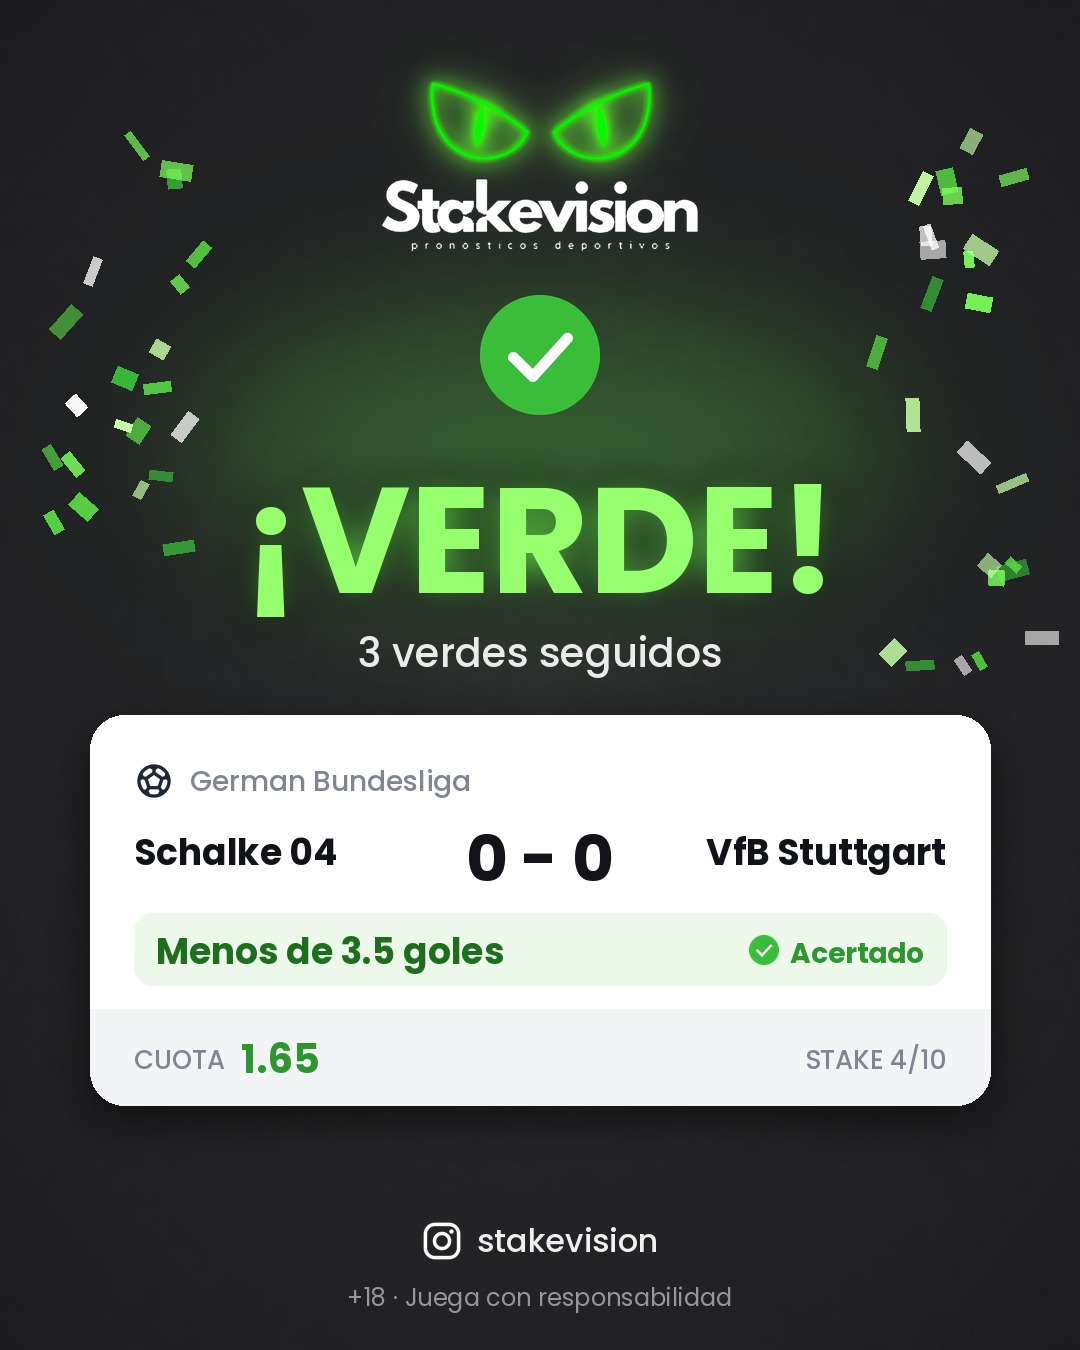 Stakevision
pronósticos deportivos
¡VERDE!
3 verdes seguidos
German Bundesliga
Schalke 04 0 - 0 VfB Stuttgart
Menos de 3.5 goles Acertado
CUOTA 1.65 STAKE 4/10
stakevision
+18 · Juega con responsabilidad